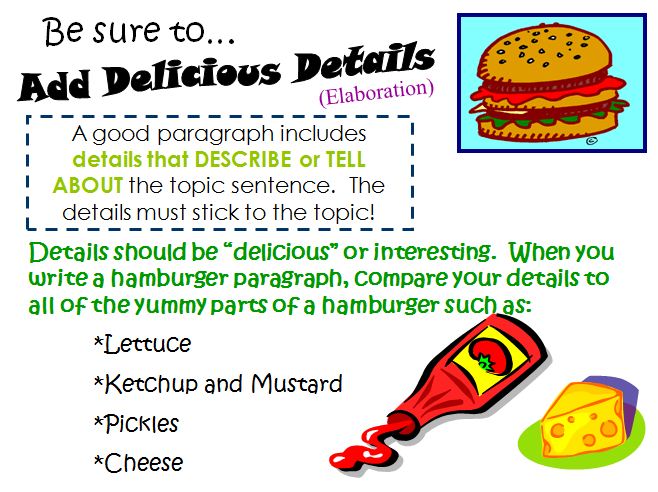 Be sure to...
Add Delicious Details
(Elaboration)
A good paragraph includes
details that DESCRIBE or TELL
ABOUT the topic sentence.  The
details must stick to the topic!
Details should be “delicious” or interesting.  When you
write a hamburger paragraph, compare your details to
all of the yummy parts of a hamburger such as:
*Lettuce
*Ketchup and Mustard
*Pickles
*Cheese
©